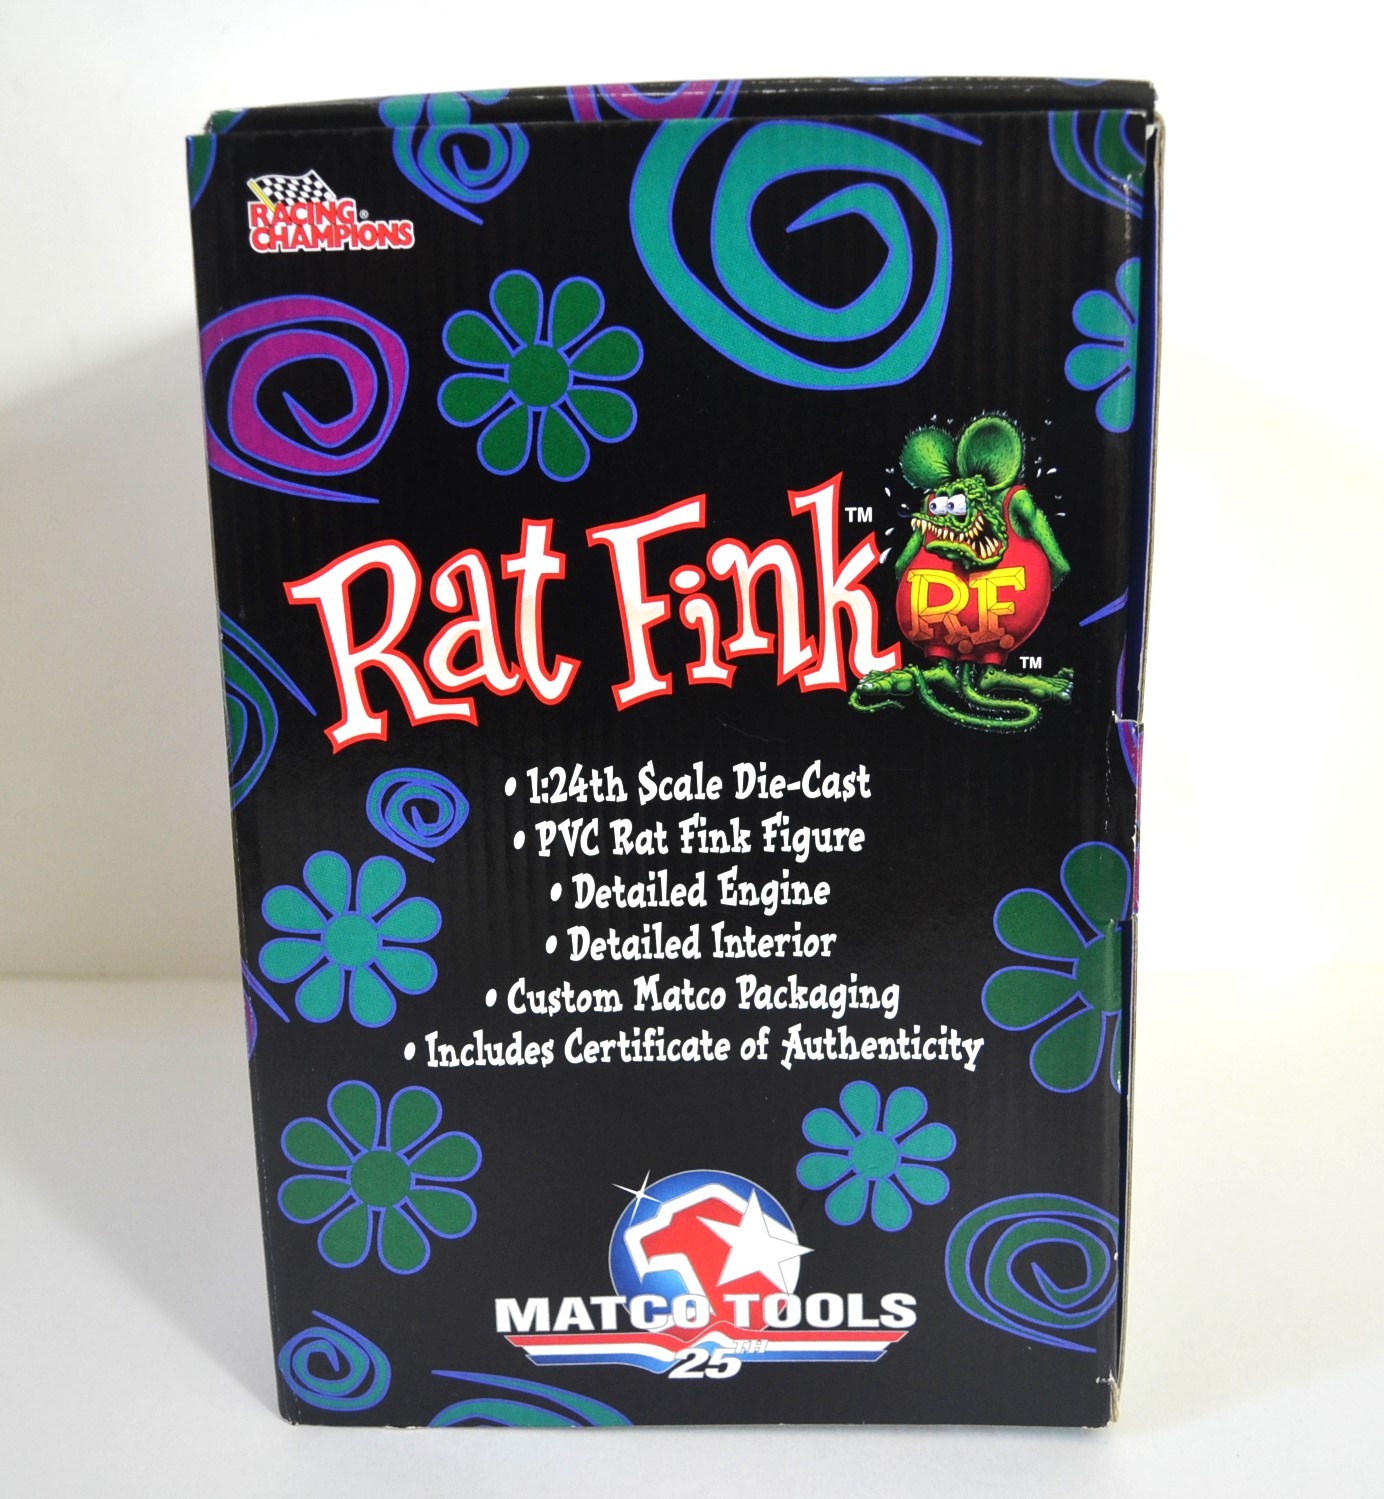 RACING®
CHAMPIONS
Rat Fink™
RF
™
• 1:24th Scale Die-Cast
• PVC Rat Fink Figure
• Detailed Engine
• Detailed Interior
• Custom Matco Packaging
• Includes Certificate of Authenticity
MATCO TOOLS
25TH